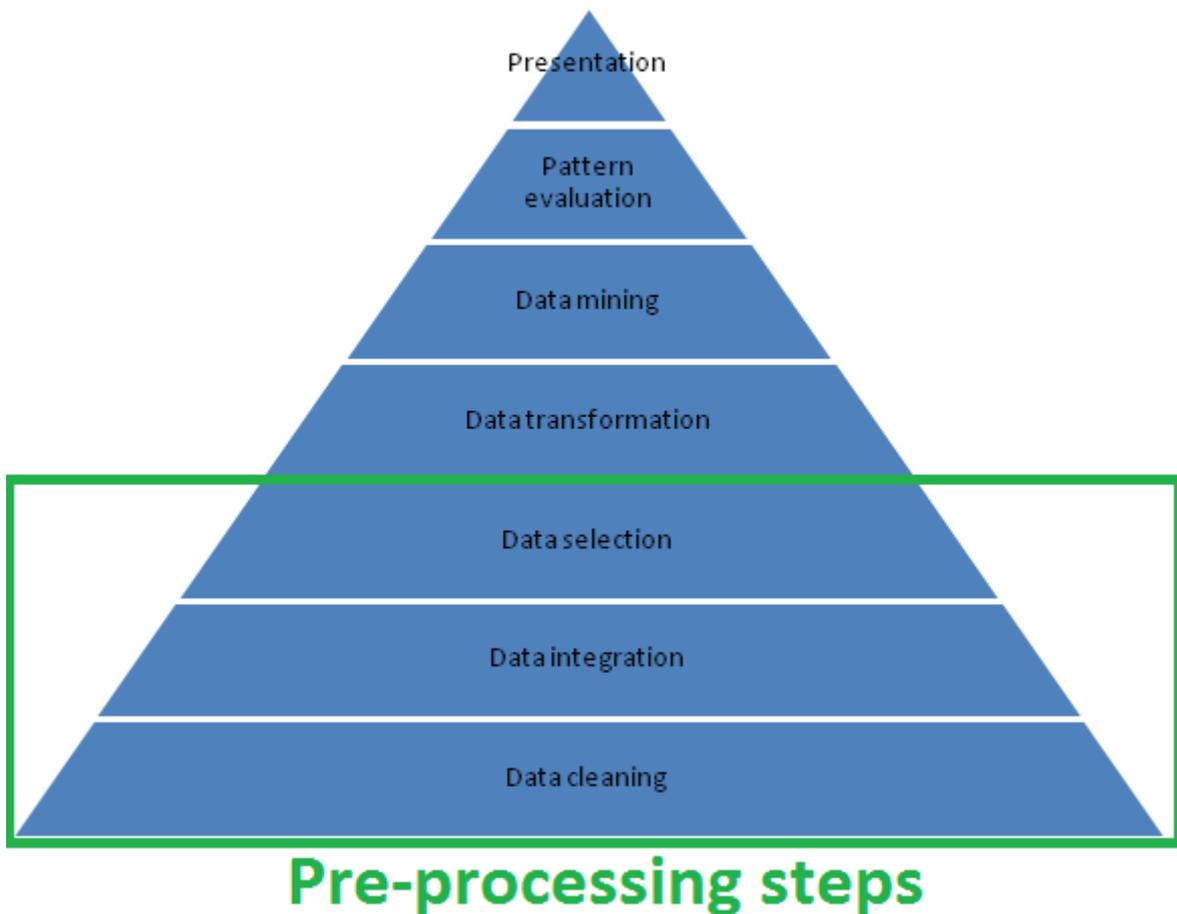 Presentation
Pattern
evaluation
Data mining
Data transformation
Data selection
Data integration
Data cleaning
Pre-processing steps